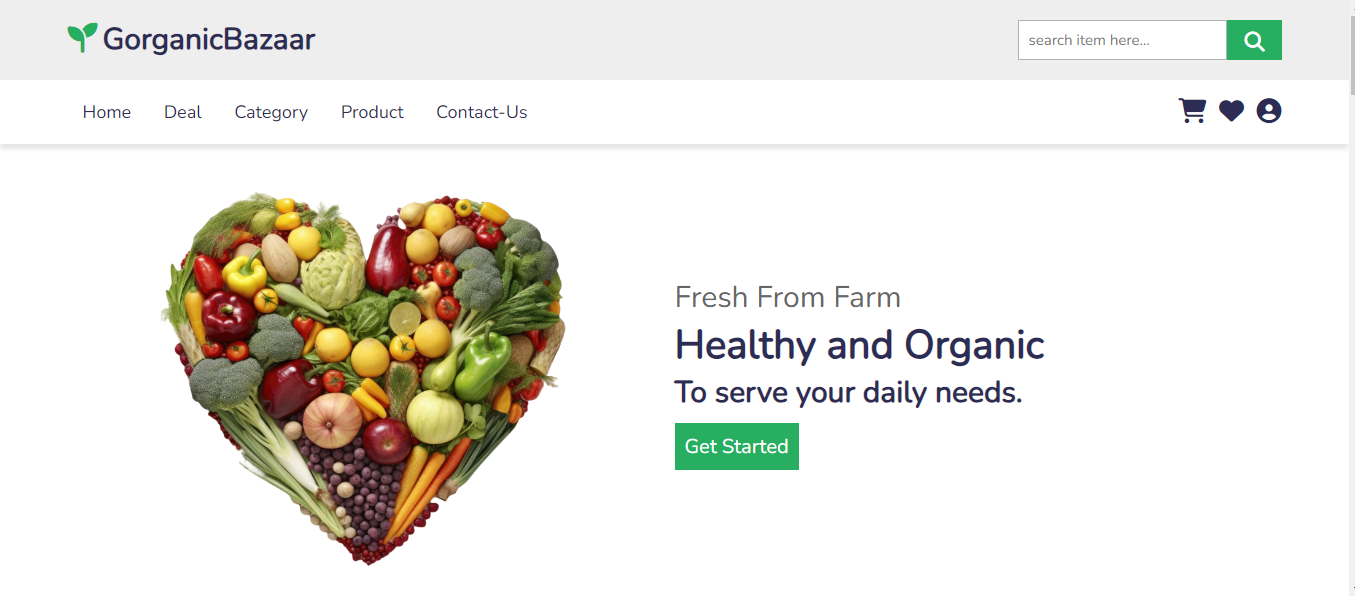 GorganicBazaar
search item here...
Home Deal Category Product Contact-Us
Fresh From Farm
Healthy and Organic
To serve your daily needs.
Get Started